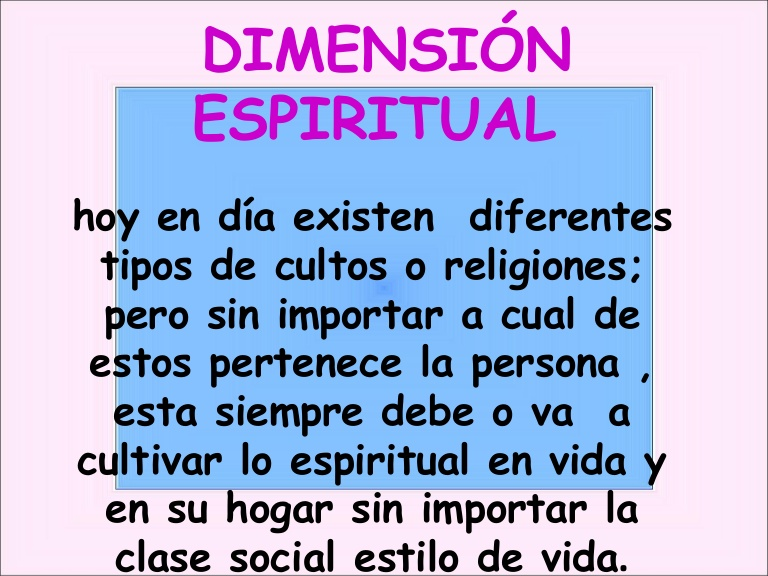 DIMENSIÓN
ESPIRITUAL
hoy en día existen diferentes
tipos de cultos o religiones;
pero sin importar a cual de
estos pertenece la persona ,
esta siempre debe o va a
cultivar lo espiritual en vida y
en su hogar sin importar la
clase social estilo de vida.